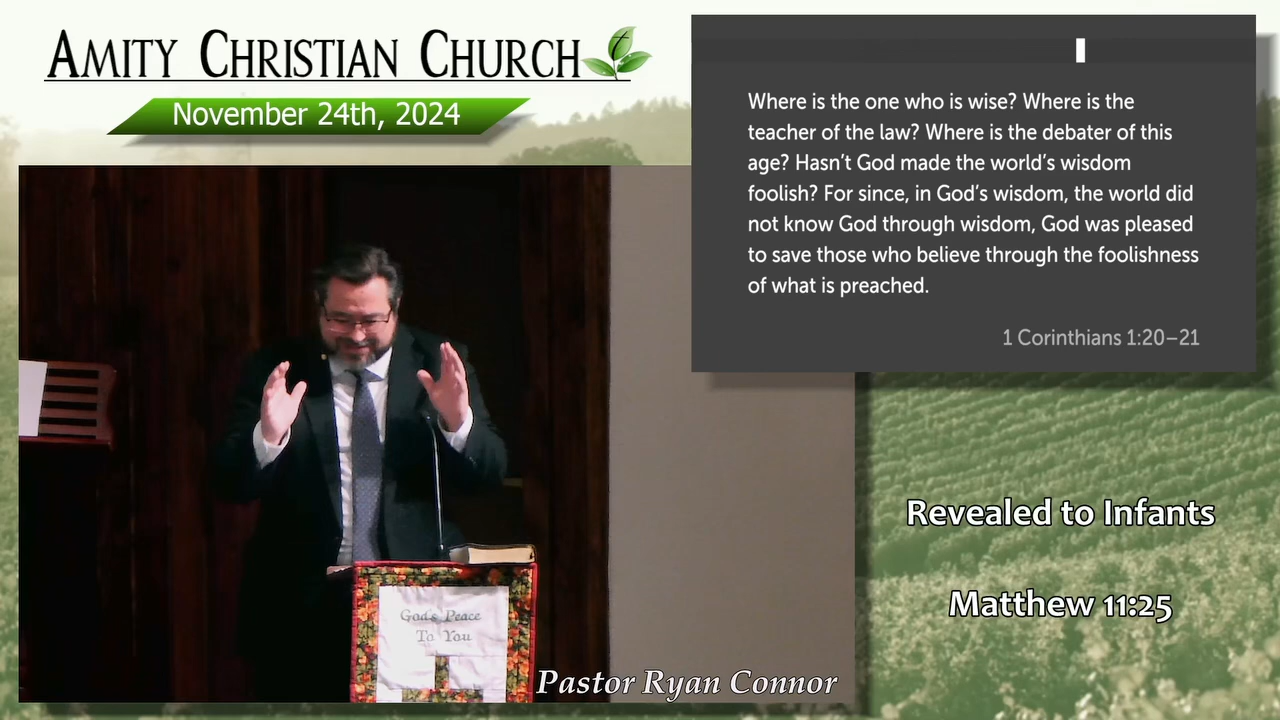 AMITY CHRISTIAN CHURCH
November 24th, 2024
Where is the one who is wise? Where is the
teacher of the law? Where is the debater of this
age? Hasn't God made the world's wisdom
foolish? For since, in God's wisdom, the world did
not know God through wisdom, God was pleased
to save those who believe through the foolishness
of what is preached.
1 Corinthians 1:20–21
Revealed to Infants
Matthew 11:25
God's Peace
To You
Pastor Ryan Connor